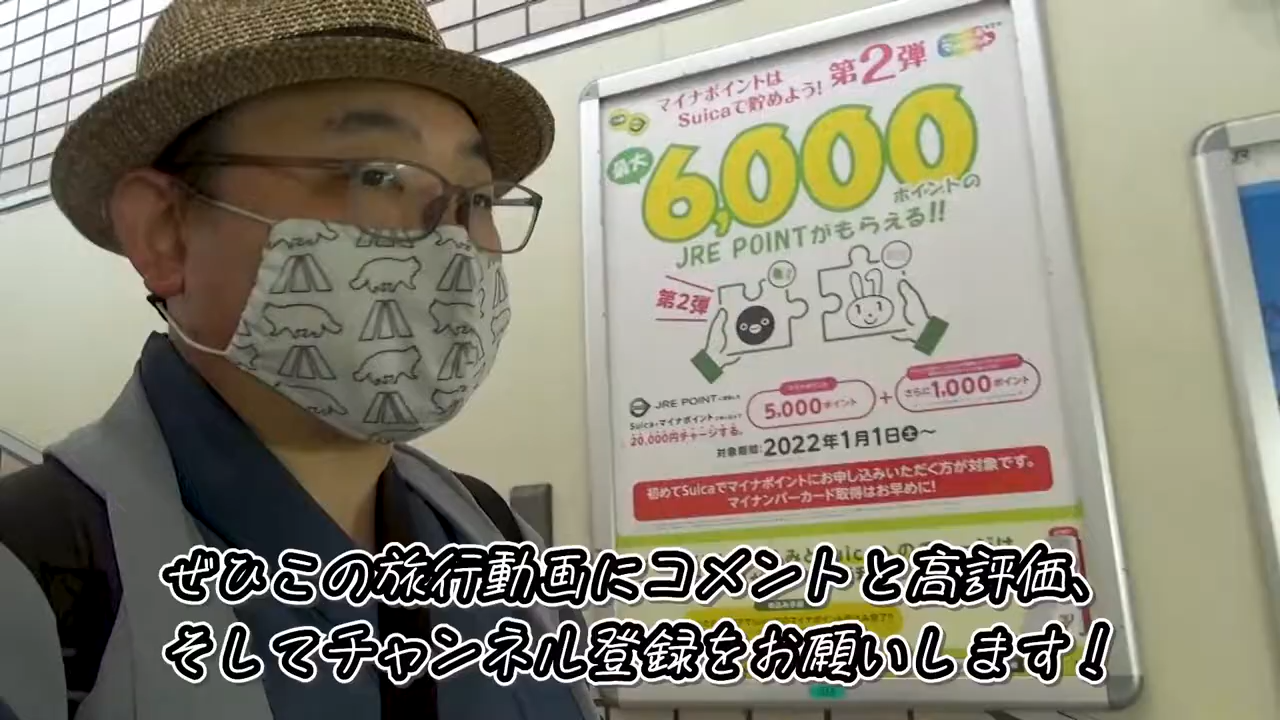 マイナポイントは
Suicaで貯めよう!
第2弾
最大
6,000
ポイントの
JRE POINTがもらえる!!
第2弾
JRE POINT
Suica
マイナポイント
20,000円チャージする。
5,000ポイント
+
さらに1,000ポイント
対象期間:2022年1月1日土〜
初めてSuicaでマイナポイントにお申し込みいただく方が対象です。
マイナンバーカード取得はお早めに!
ぜひこの旅行動画にコメントと高評価、
そしてチャンネル登録をお願いします!